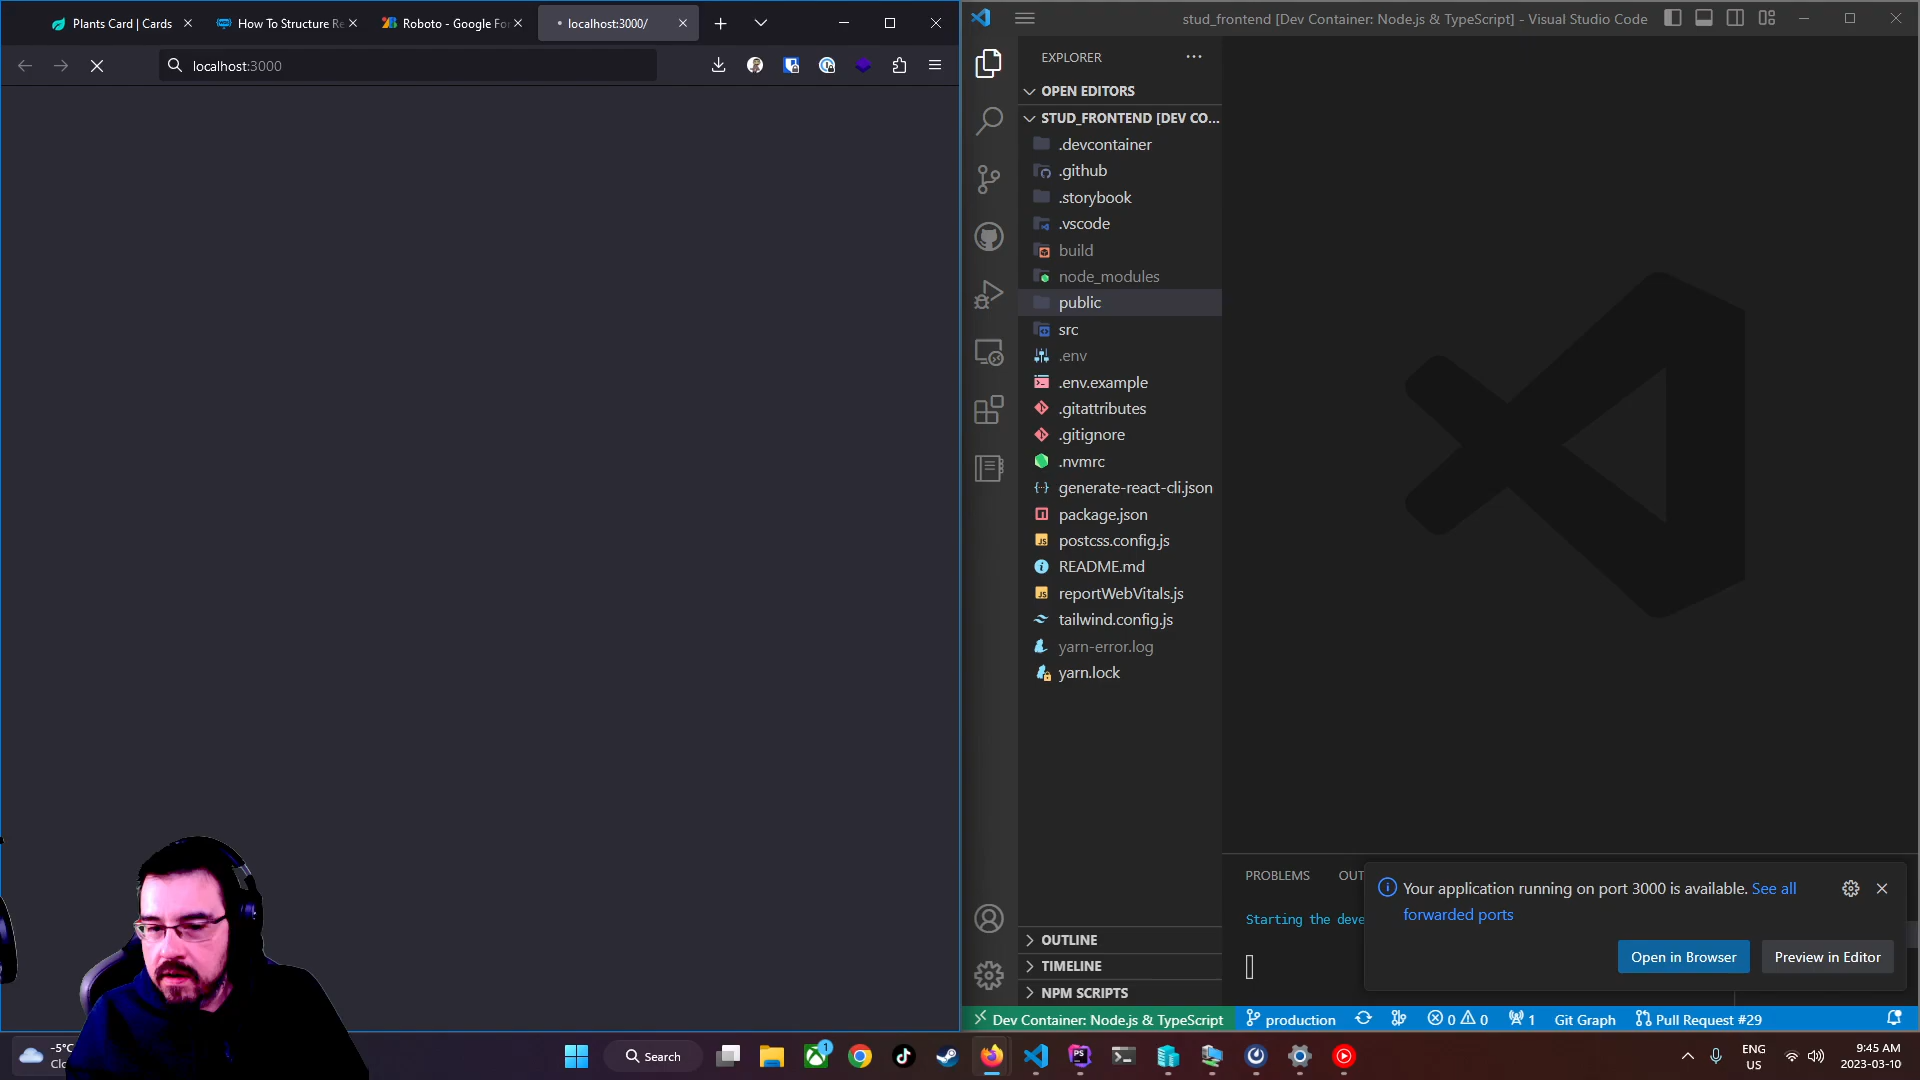 Plants Card | Cards
How To Structure Re
Roboto - Google Fo
localhost:3000/
localhost:3000
stud_frontend [Dev Container: Node.js & TypeScript] - Visual Studio Code
EXPLORER
OPEN EDITORS
STUD_FRONTEND [DEV CO...
.devcontainer
.github
.storybook
.vscode
build
node_modules
public
src
.env
.env.example
.gitattributes
.gitignore
.nvmrc
generate-react-cli.json
package.json
postcss.config.js
README.md
reportWebVitals.js
tailwind.config.js
yarn-error.log
yarn.lock
OUTLINE
TIMELINE
NPM SCRIPTS
PROBLEMS OUT
Starting the deve
Your application running on port 3000 is available. See all
forwarded ports
Open in Browser
Preview in Editor
Dev Container: Node.js & TypeScript
production
0 0
1
Git Graph
Pull Request #29
-5°C
Clo
Search
1
PS
ENG
US
9:45 AM
2023-03-10